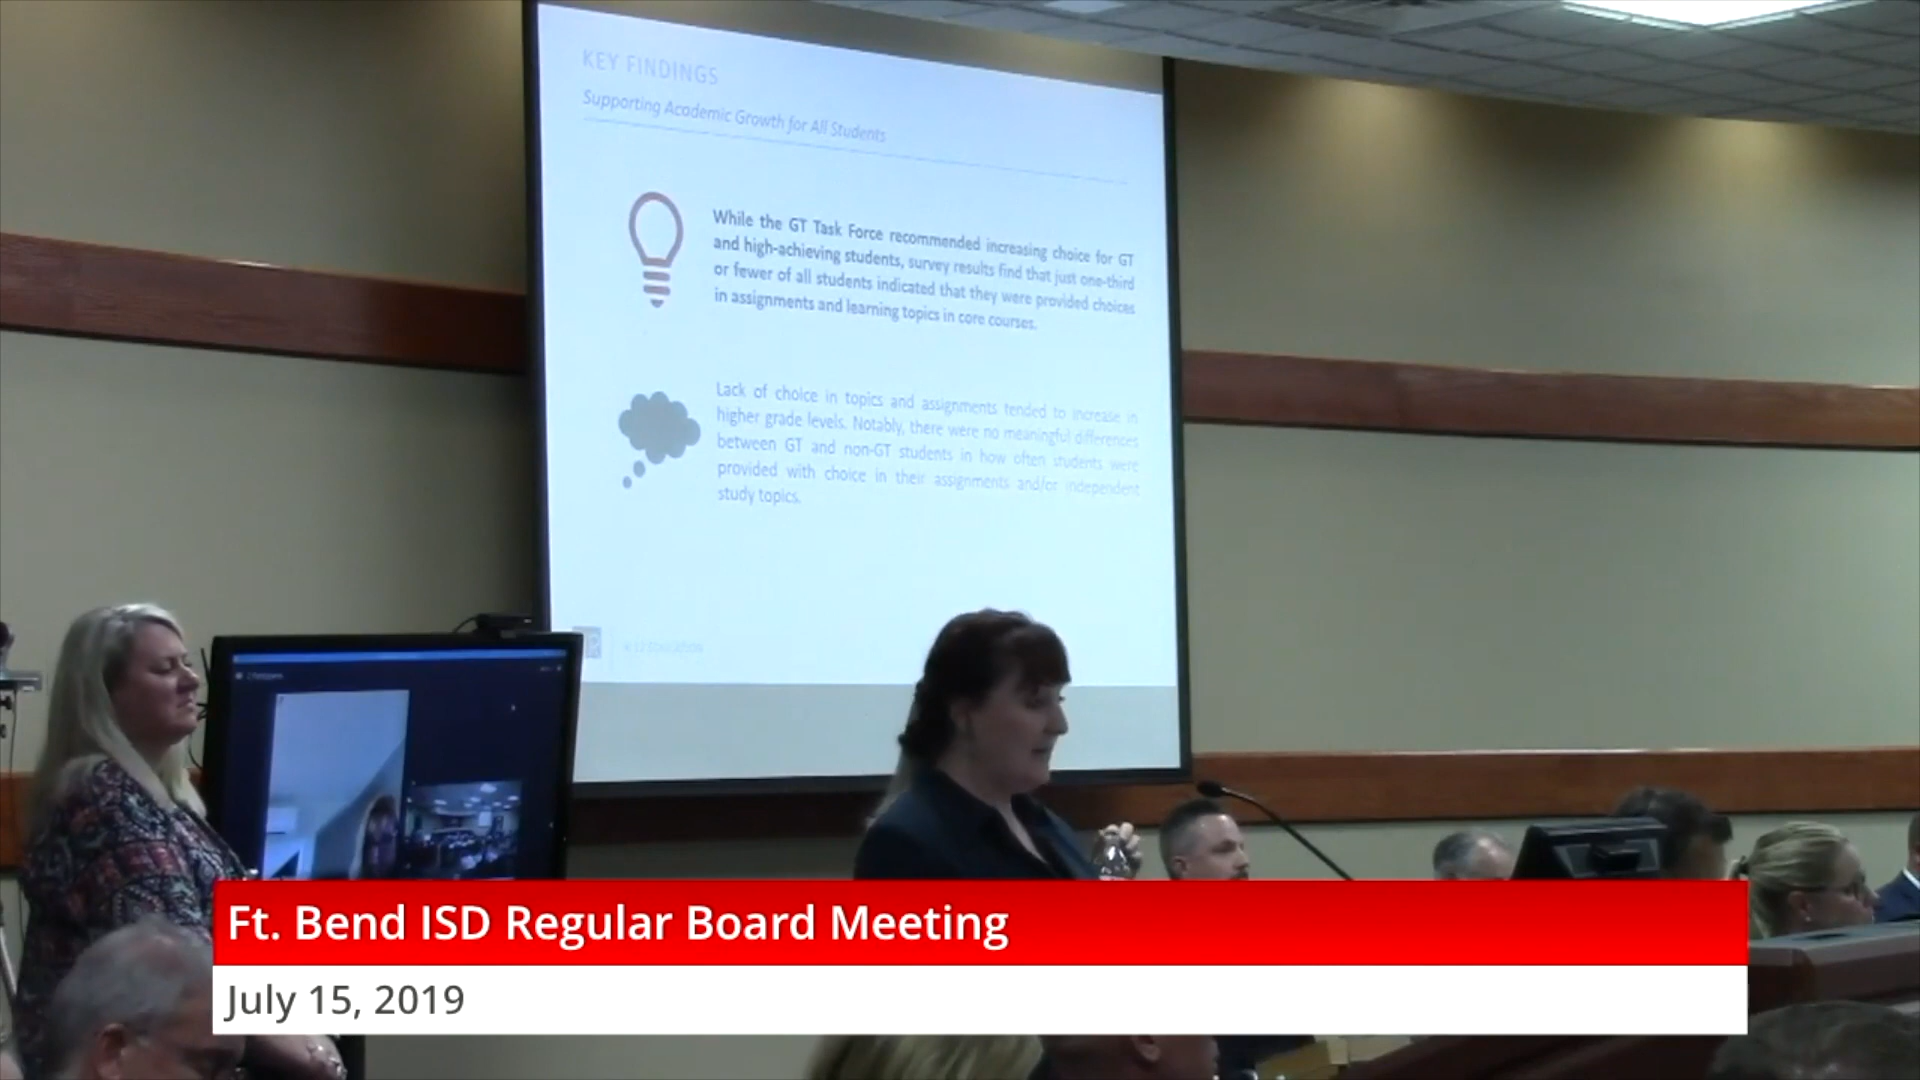 KEY FINDINGS
Supporting Academic Growth for All Students
While the GT Task Force recommended increasing choice for GT
and high-achieving students, survey results find that just one-third
or fewer of all students indicated that they were provided choices
in assignments and learning topics in core courses.
Lack of choice in topics and assignments tended to increase in
higher grade levels. Notably, there were no meaningful differences
between GT and non-GT students in how often students were
provided with choice in their assignments and/or independent
study topics.
K-12 EDUCATION
Ft. Bend ISD Regular Board Meeting
July 15, 2019